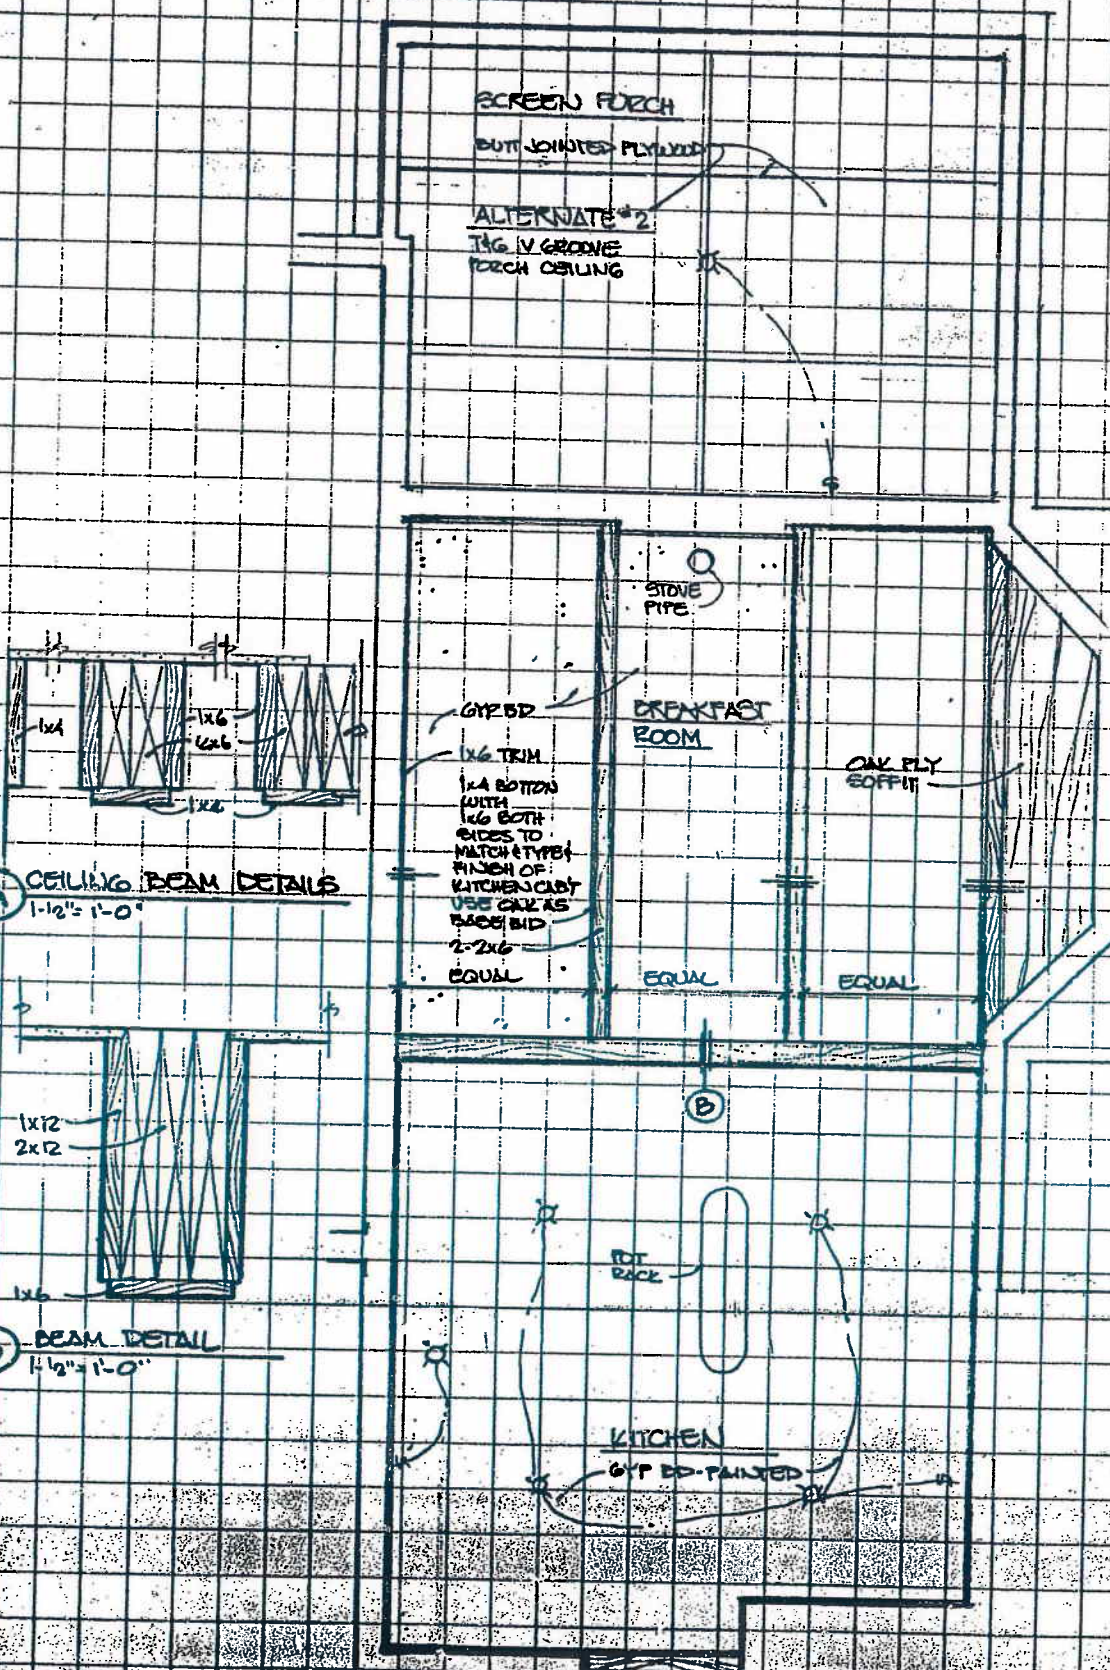 SCREEN PORCH
BUTT JOINTED PLYWOOD
ALTERNATE #2
T&G V GROOVE
PORCH CEILING
S
STOVE
PIPE
GYP BD
BREAKFAST
ROOM
1x6 TRIM
OAK PLY
SOFFIT
1x4 BOTTOM
WITH
1x6 BOTH
SIDES TO
MATCH & TYPE &
FINISH OF
KITCHEN CAB'T
USE OAK AS
BASE BID
2-2x6
EQUAL
EQUAL
EQUAL
1x4
1x6
2x6
1x4
A
CEILING BEAM DETAILS
1-1/2" = 1'-0"
B
1x12
2x12
1x6
BEAM DETAIL
1-1/2" = 1'-0"
POT
RACK
KITCHEN
GYP BD-PAINTED